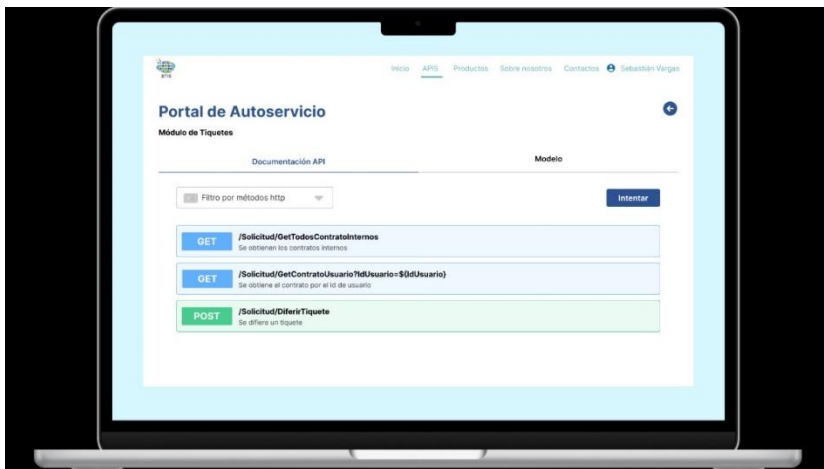 Inicio APIS Productos Sobre nosotros Contactos Sebastián Vargas
Portal de Autoservicio
Módulo de Tiquetes
Documentación API Modelo
Filtro por métodos http Intentar
GET /Solicitud/GetTodosContratoInternos
Se obtienen los contratos internos
GET /Solicitud/GetContratoUsuario?IdUsuario=${IdUsuario}
Se obtiene el contrato por el id de usuario
POST /Solicitud/DiferirTiquete
Se difiere un tiquete